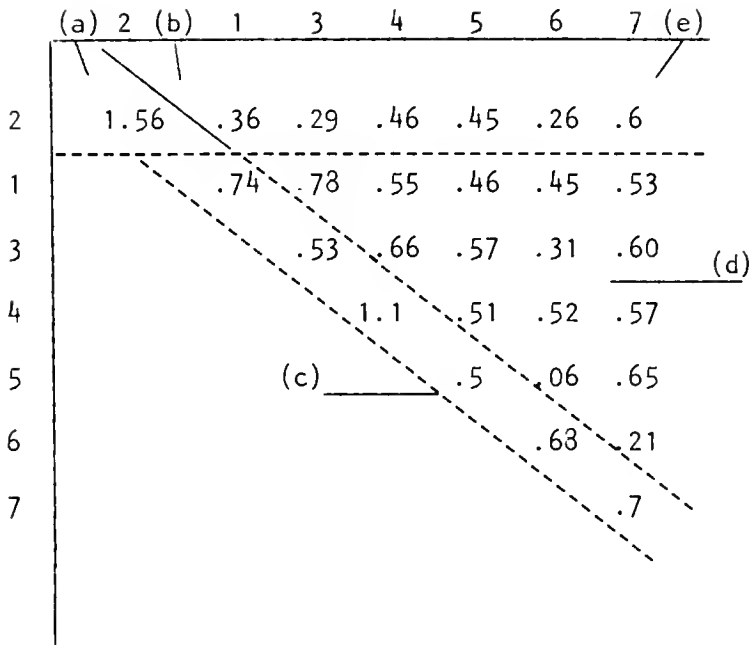 (a) 2 (b) 1 3 4 5 6 7 (e)
2 1.56 .36 .29 .46 .45 .26 .6
1 .74 .78 .55 .46 .45 .53
3 .53 .66 .57 .31 .60
(d)
4 1.1 .51 .52 .57
5 (c) .5 .06 .65
6 .68 .21
7 .7